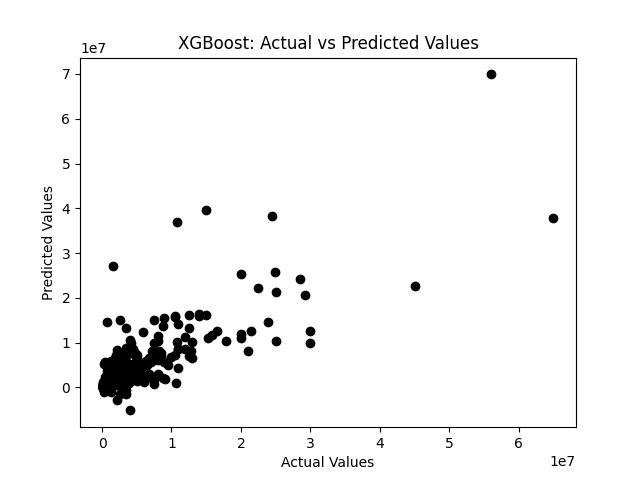 XGBoost: Actual vs Predicted Values
1e7
7
6
5
4
3
2
1
0
Predicted Values
0 1 2 3 4 5 6
1e7
Actual Values